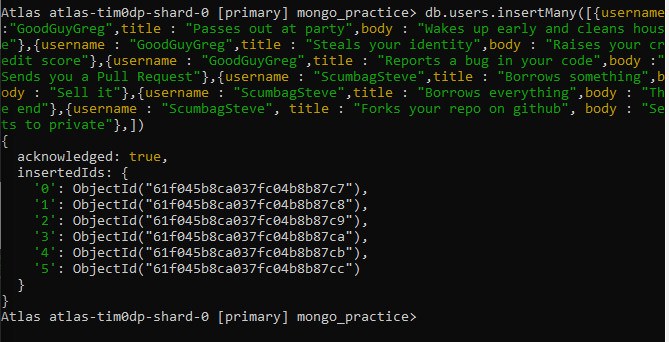 Atlas atlas-tim0dp-shard-0 [primary] mongo_practice> db.users.insertMany([{username
:"GoodGuyGreg",title : "Passes out at party",body : "Wakes up early and cleans hous
e"},{username : "GoodGuyGreg",title : "Steals your identity",body : "Raises your cr
edit score"},{username : "GoodGuyGreg",title : "Reports a bug in your code",body :"
Sends you a Pull Request"},{username : "ScumbagSteve",title : "Borrows something",b
ody : "Sell it"},{username : "ScumbagSteve",title : "Borrows everything",body : "Th
e end"},{username : "ScumbagSteve", title : "Forks your repo on github", body : "Se
ts to private"},])
{
  acknowledged: true,
  insertedIds: {
    '0': ObjectId("61f045b8ca037fc04b8b87c7"),
    '1': ObjectId("61f045b8ca037fc04b8b87c8"),
    '2': ObjectId("61f045b8ca037fc04b8b87c9"),
    '3': ObjectId("61f045b8ca037fc04b8b87ca"),
    '4': ObjectId("61f045b8ca037fc04b8b87cb"),
    '5': ObjectId("61f045b8ca037fc04b8b87cc")
  }
}
Atlas atlas-tim0dp-shard-0 [primary] mongo_practice>